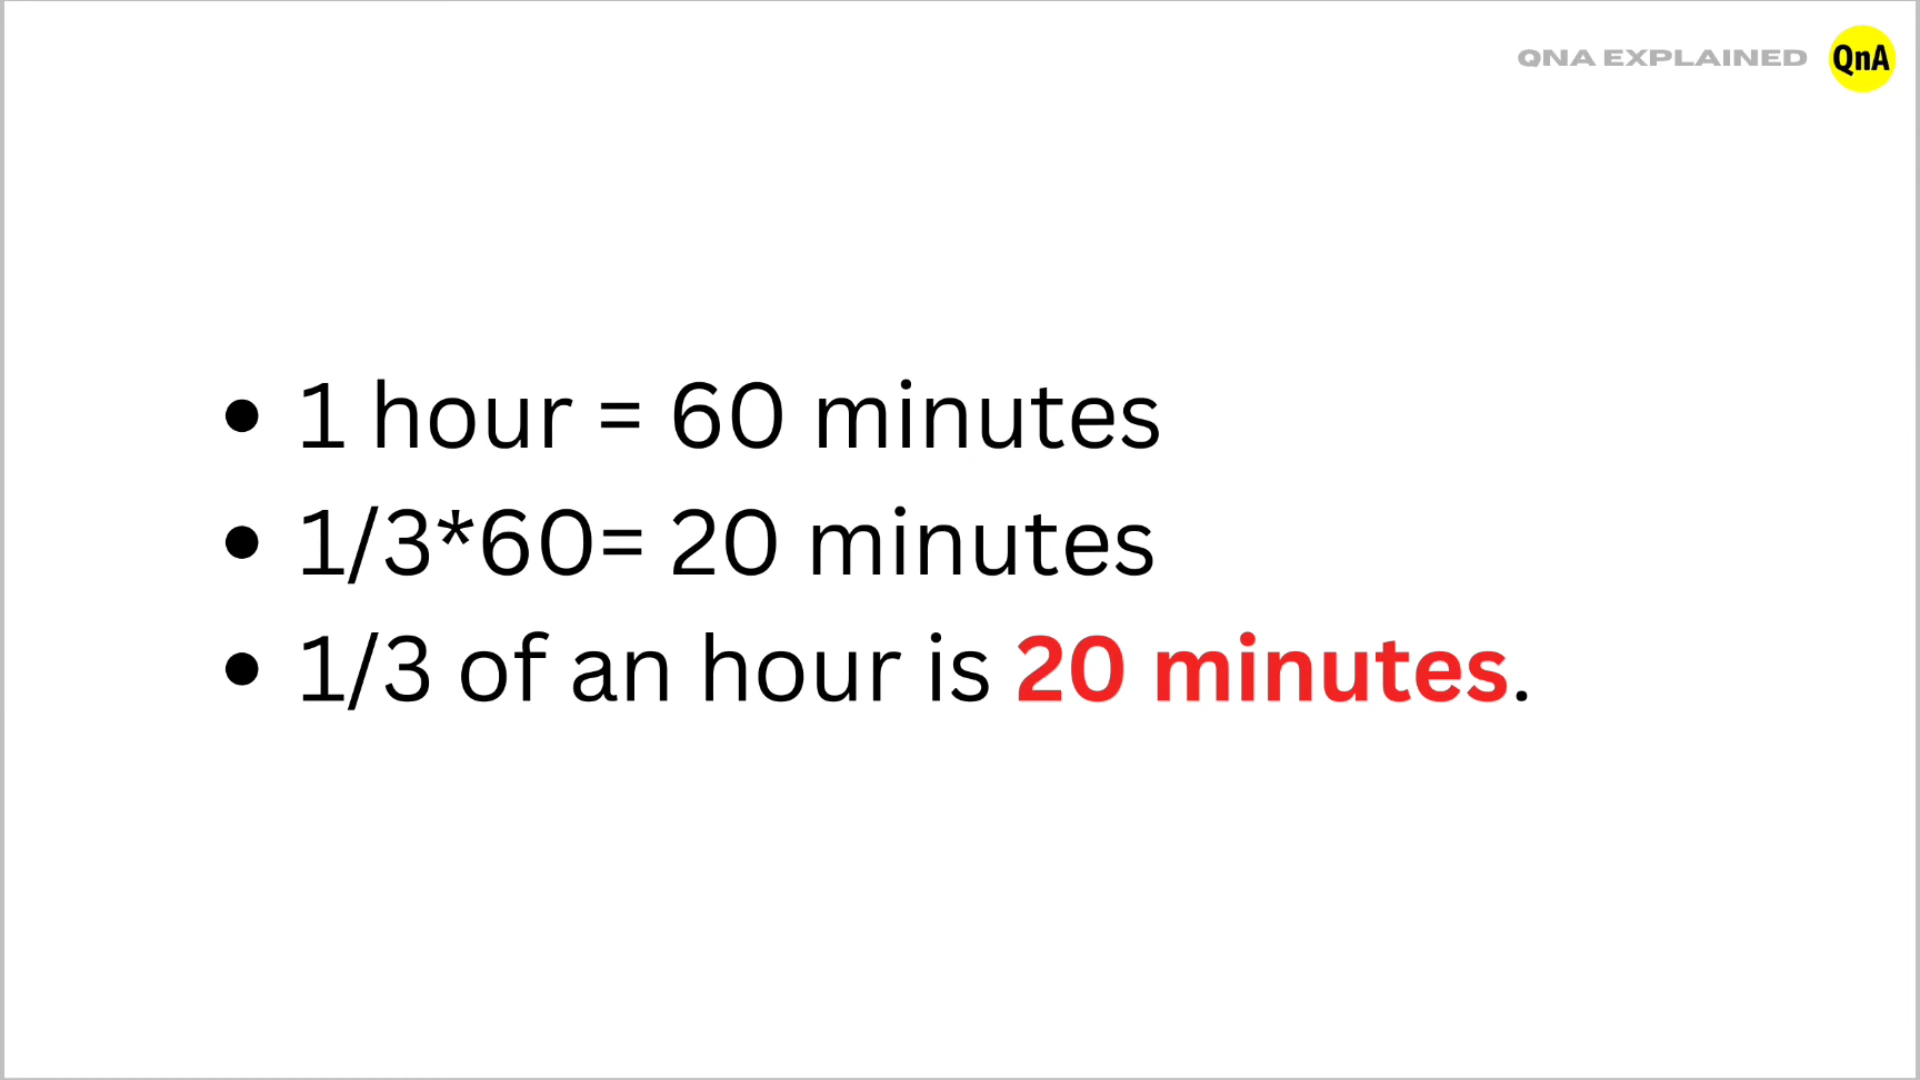 QNA EXPLAINED QnA
• 1 hour = 60 minutes
• 1/3*60= 20 minutes
• 1/3 of an hour is 20 minutes.